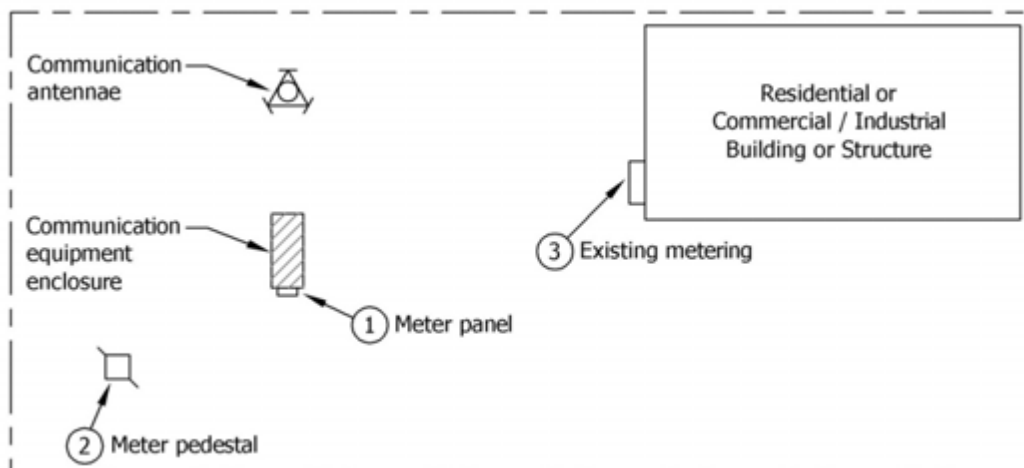 Communication
antennae
Residential or
Commercial / Industrial
Building or Structure
Communication
equipment
enclosure
3 Existing metering
1 Meter panel
2 Meter pedestal